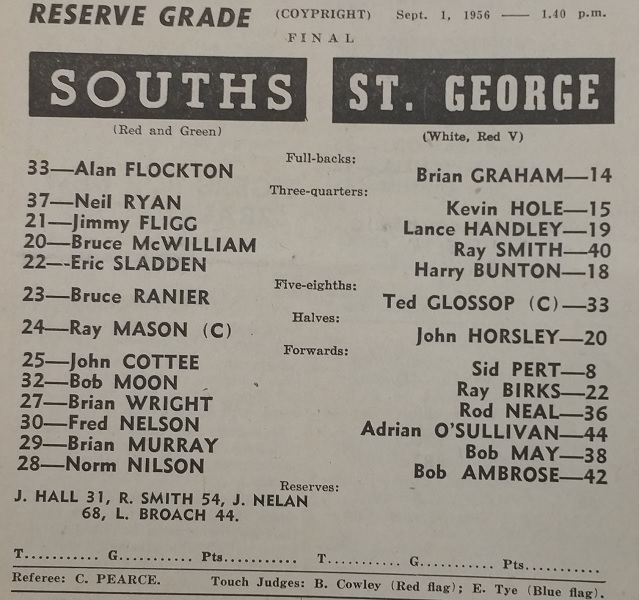 RESERVE GRADE (COYPRIGHT) Sept. 1, 1956 — 1.40 p.m.
FINAL
SOUTHS ST. GEORGE
(Red and Green) (White, Red V)
Full-backs:
33—Alan FLOCKTON Brian GRAHAM—14
Three-quarters:
37—Neil RYAN Kevin HOLE—15
21—Jimmy FLIGG Lance HANDLEY—19
20—Bruce McWILLIAM Ray SMITH—40
22—-Eric SLADDEN Harry BUNTON—18
Five-eighths:
23—Bruce RANIER Ted GLOSSOP (C)—33
Halves:
24—Ray MASON (C) John HORSLEY—20
Forwards:
25—John COTTEE Sid PERT—8
32—Bob MOON Ray BIRKS—22
27—Brian WRIGHT Rod NEAL—36
30—Fred NELSON Adrian O'SULLIVAN—44
29—Brian MURRAY Bob MAY—38
28—Norm NILSON Bob AMBROSE—42
Reserves:
J. HALL 31, R. SMITH 54, J. NELAN
68, L. BROACH 44.
T........... G........... Pts........... T........... G........... Pts...........
Referee: C. PEARCE. Touch Judges: B. Cowley (Red flag); E. Tye (Blue flag).